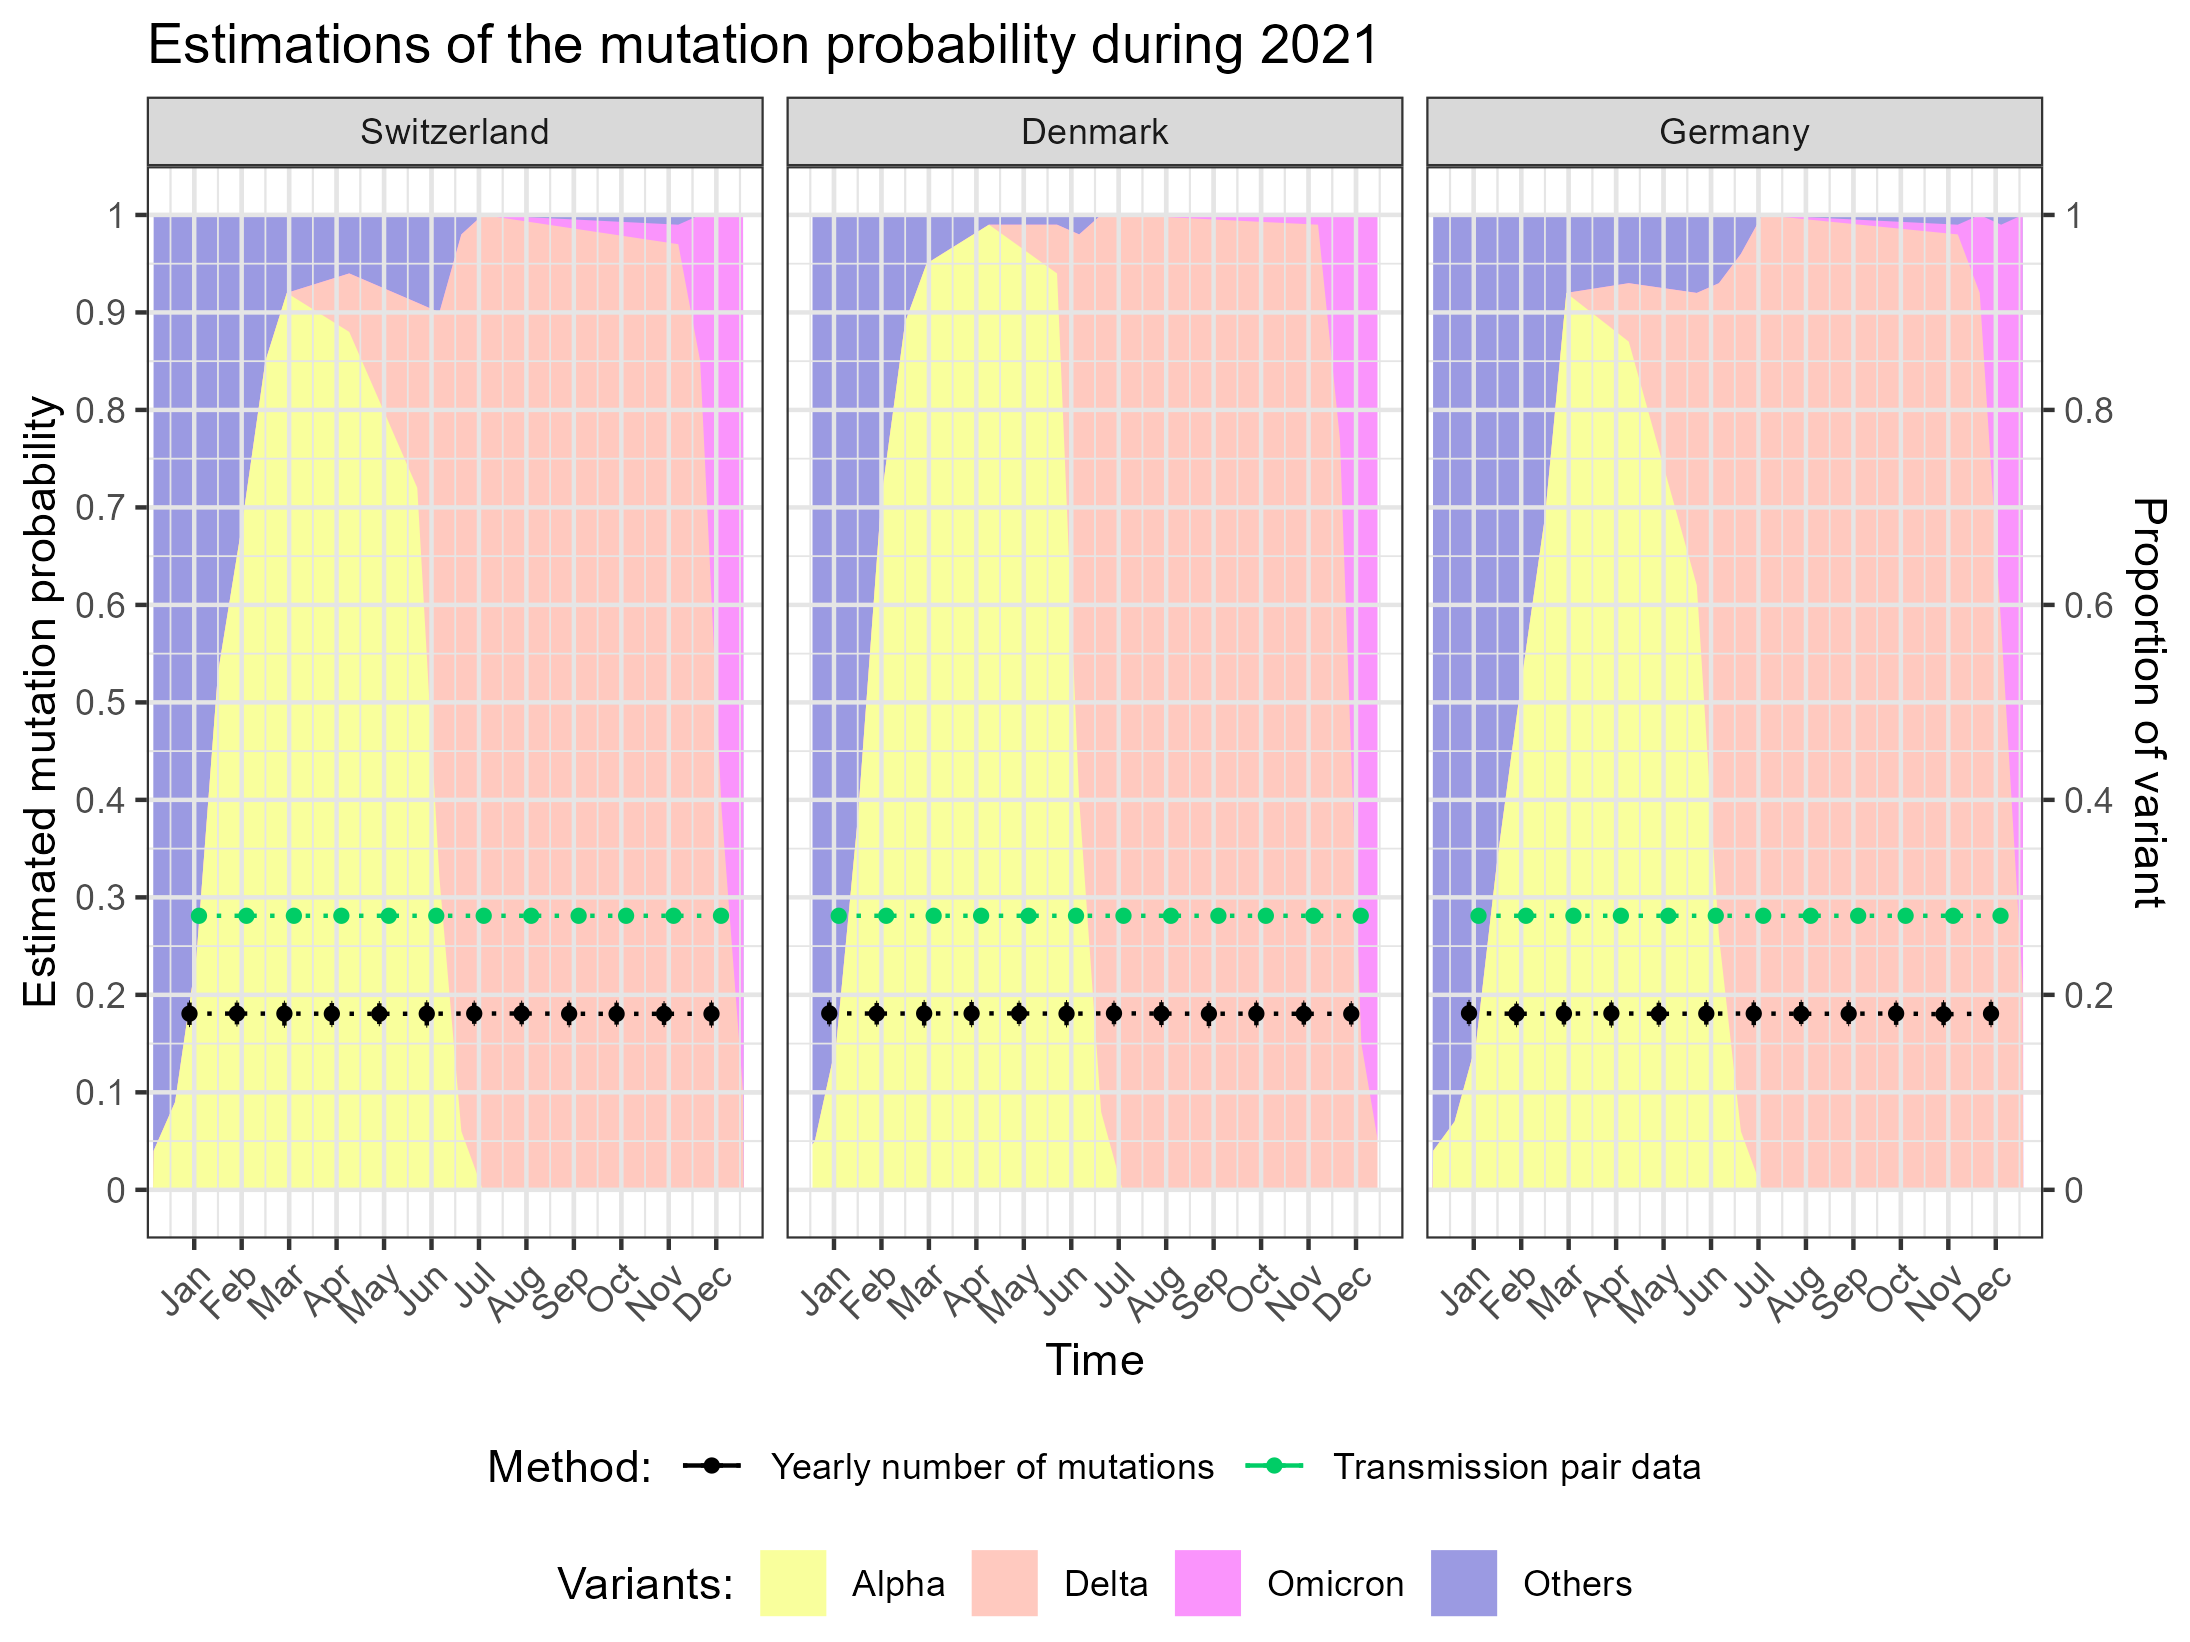 Estimations of the mutation probability during 2021
Switzerland
Denmark
Germany
Estimated mutation probability
1
0.9
0.8
0.7
0.6
0.5
0.4
0.3
0.2
0.1
0
1
0.8
0.6
0.4
0.2
0
Proportion of variant
Jan Feb Mar Apr May Jun Jul Aug Sep Oct Nov Dec
Jan Feb Mar Apr May Jun Jul Aug Sep Oct Nov Dec
Jan Feb Mar Apr May Jun Jul Aug Sep Oct Nov Dec
Time
Method: Yearly number of mutations Transmission pair data
Variants: Alpha Delta Omicron Others